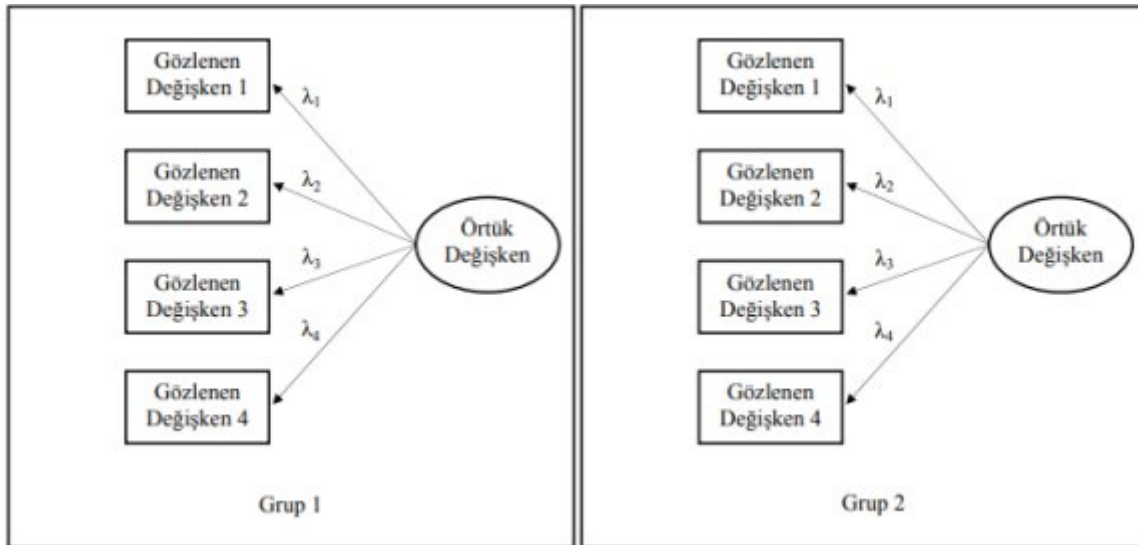 Gözlenen
Değişken 1
λ₁
Gözlenen
Değişken 2
λ₂
Örtük
Değişken
Gözlenen
Değişken 3
λ₃
Gözlenen
Değişken 4
λ₄
Grup 1
Gözlenen
Değişken 1
λ₁
Gözlenen
Değişken 2
λ₂
Örtük
Değişken
Gözlenen
Değişken 3
λ₃
Gözlenen
Değişken 4
λ₄
Grup 2